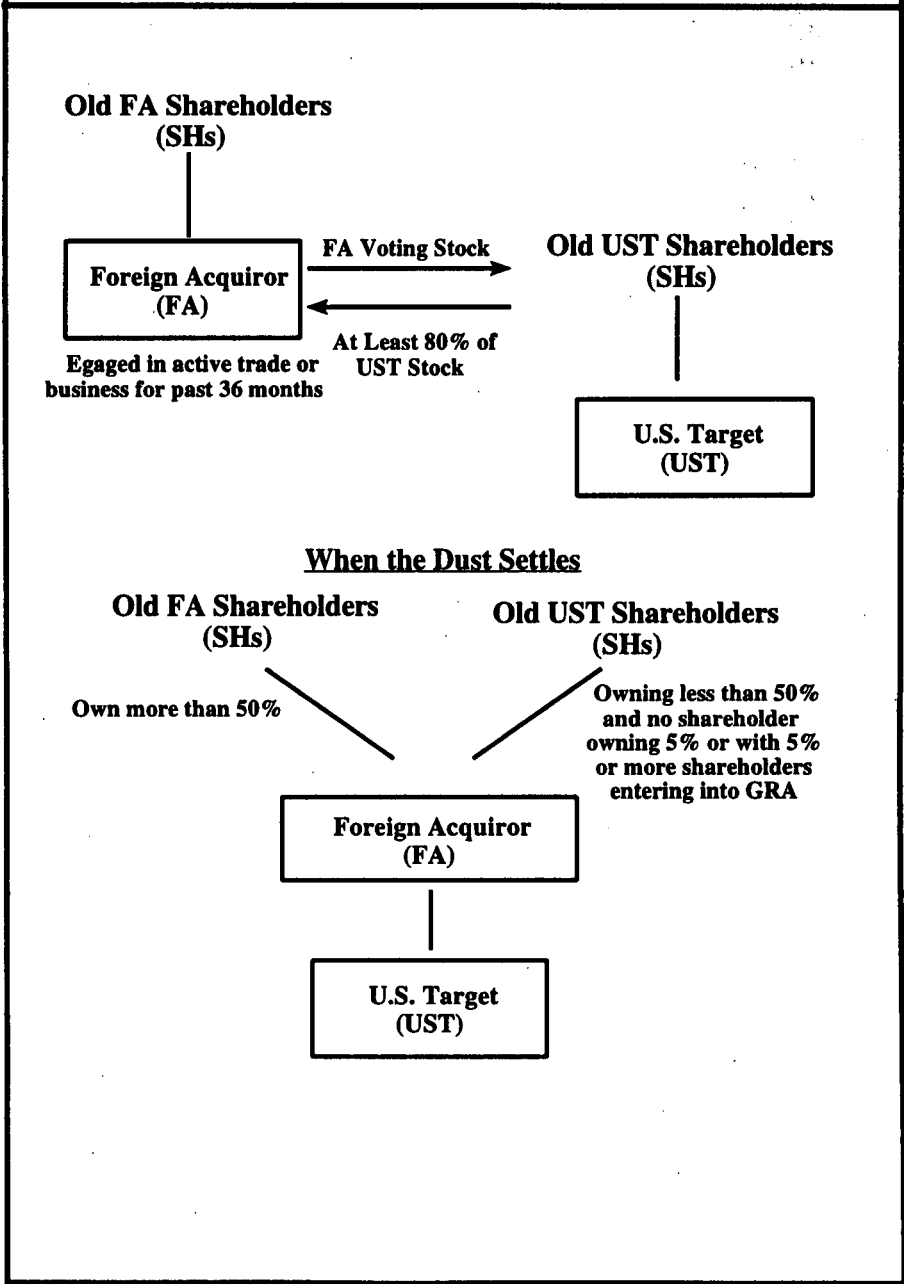 Old FA Shareholders
(SHs)
Foreign Acquiror
(FA)
Egaged in active trade or
business for past 36 months
FA Voting Stock
At Least 80% of
UST Stock
Old UST Shareholders
(SHs)
U.S. Target
(UST)
When the Dust Settles
Old FA Shareholders
(SHs)
Own more than 50%
Old UST Shareholders
(SHs)
Owning less than 50%
and no shareholder
owning 5% or with 5%
or more shareholders
entering into GRA
Foreign Acquiror
(FA)
U.S. Target
(UST)